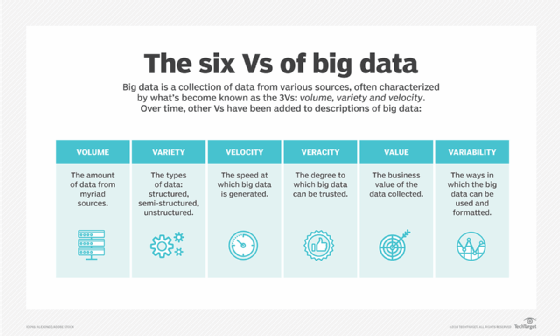 The six Vs of big data
Big data is a collection of data from various sources, often characterized
by what's become known as the 3Vs: volume, variety and velocity.
Over time, other Vs have been added to descriptions of big data:
VOLUME
The amount
of data from
myriad
sources.
VARIETY
The types
of data:
structured,
semi-structured,
unstructured.
VELOCITY
The speed at
which big data
is generated.
VERACITY
The degree to
which big data
can be trusted.
VALUE
The business
value of the
data collected.
VARIABILITY
The ways in
which the big
data can be
used and
formatted.
TechTarget